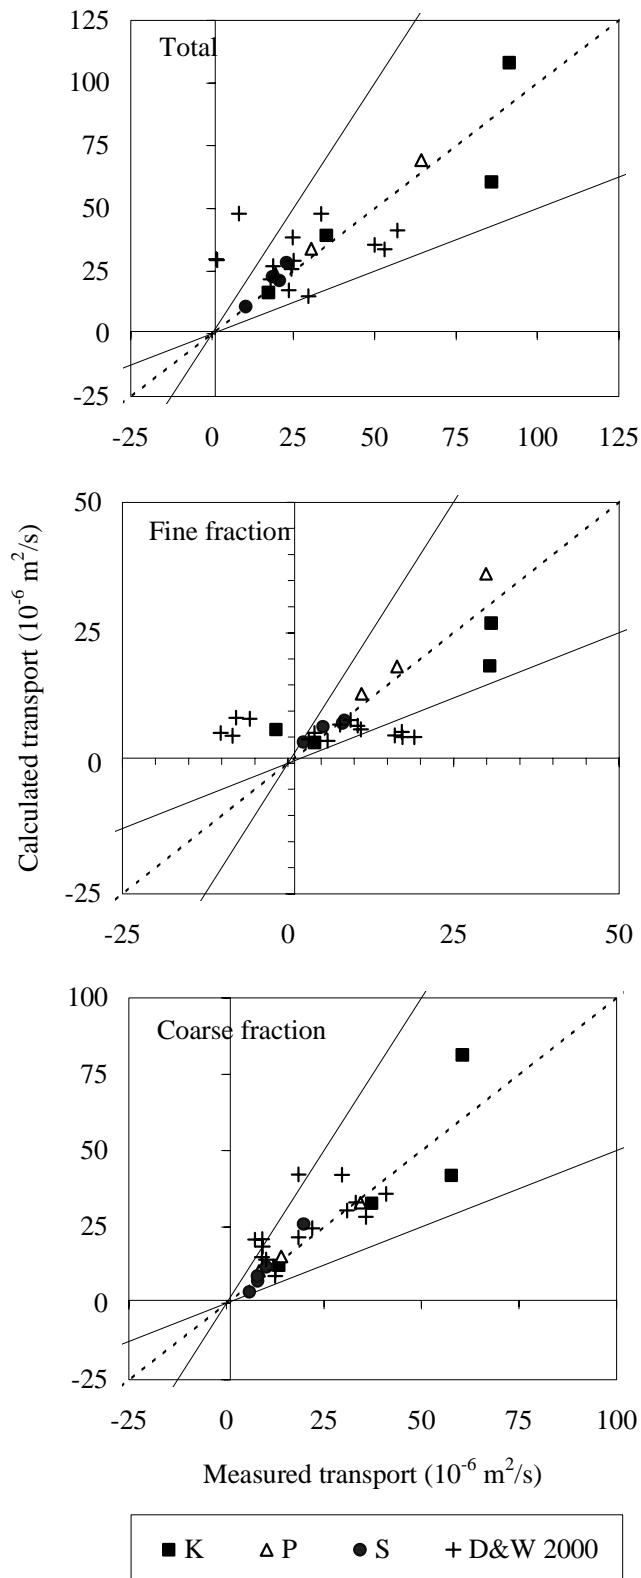 125
Total
100
75
50
25
0
-25
-25 0 25 50 75 100 125
50
Fine fraction
25
0
-25
-25 0 25 50
Calculated transport (10⁻⁶ m²/s)
100
Coarse fraction
75
50
25
0
-25
-25 0 25 50 75 100
Measured transport (10⁻⁶ m²/s)
K P S D&W 2000